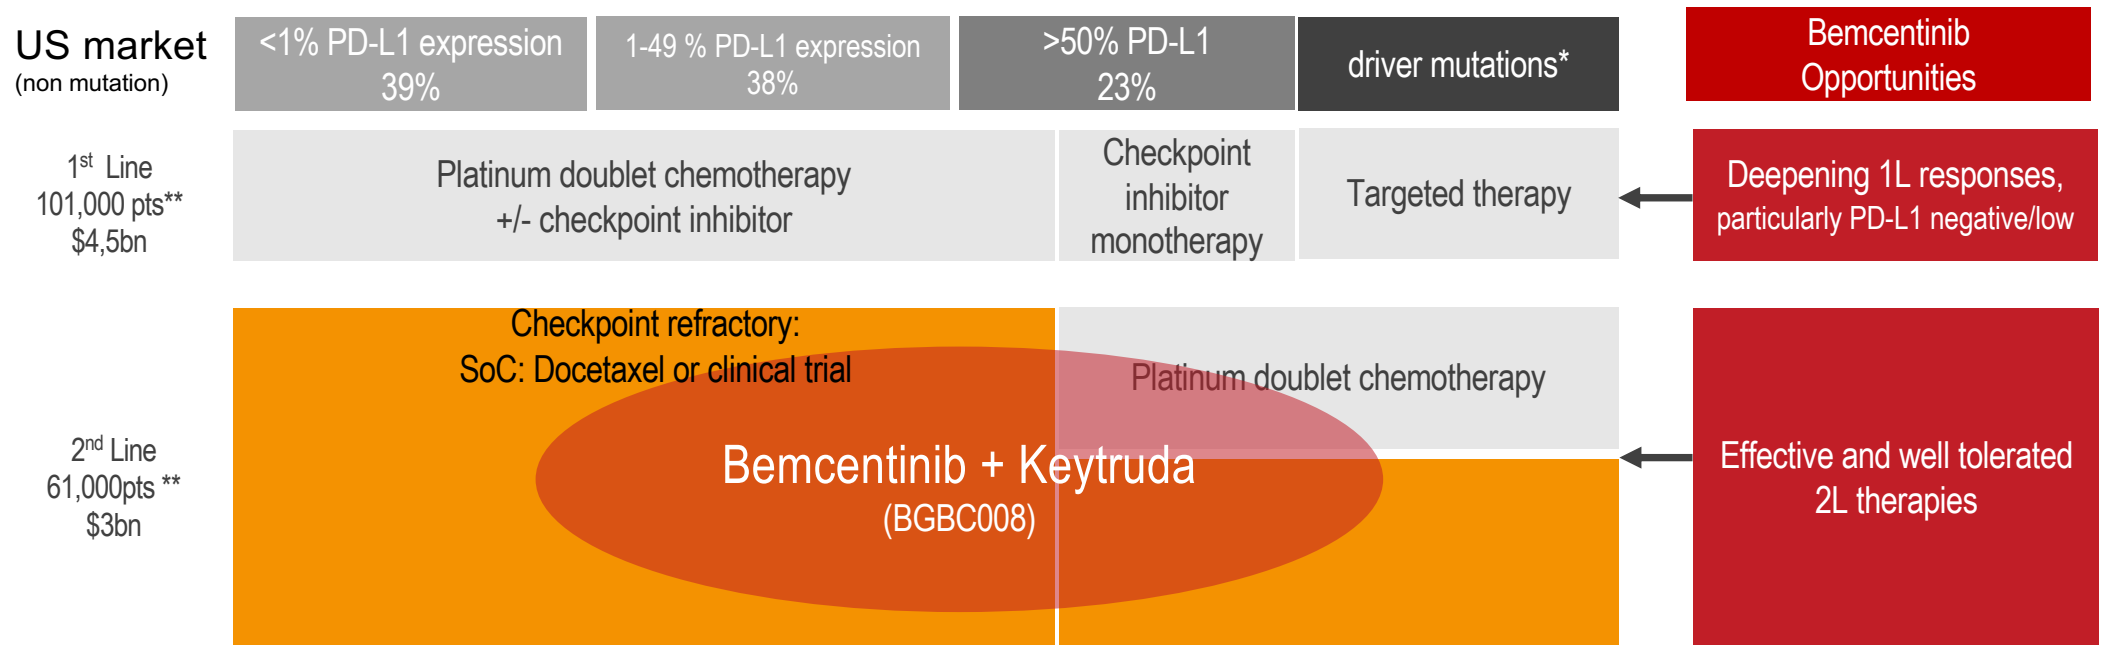 US market
(non mutation)
<1% PD-L1 expression
39%
1-49 % PD-L1 expression
38%
>50% PD-L1
23%
driver mutations*
Bemcentinib
Opportunities
1st Line
101,000 pts**
$4,5bn
Platinum doublet chemotherapy
+/- checkpoint inhibitor
Checkpoint
inhibitor
monotherapy
Targeted therapy
Deepening 1L responses,
particularly PD-L1 negative/low
2nd Line
61,000pts **
$3bn
Checkpoint refractory:
SoC: Docetaxel or clinical trial
Platinum doublet chemotherapy
Bemcentinib + Keytruda
(BGBC008)
Effective and well tolerated
2L therapies